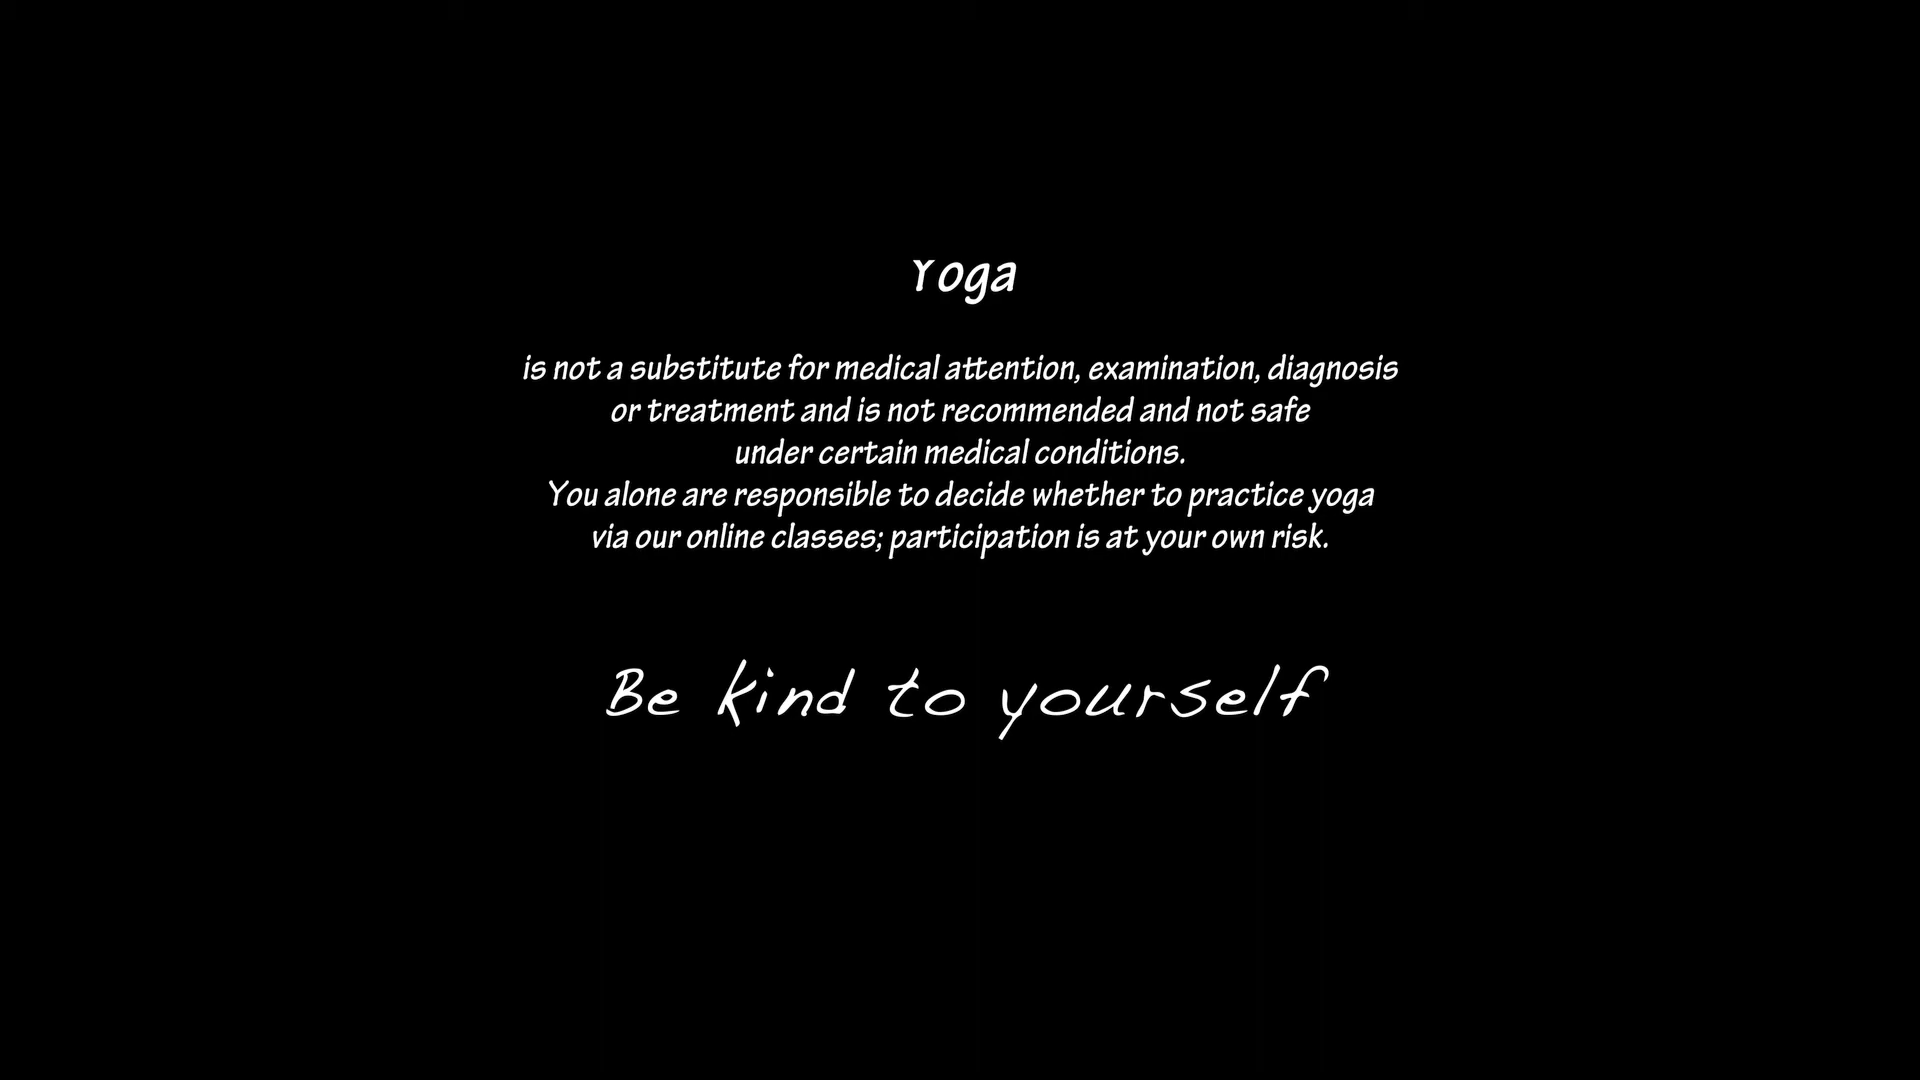 Yoga
is not a substitute for medical attention, examination, diagnosis
or treatment and is not recommended and not safe
under certain medical conditions.
You alone are responsible to decide whether to practice yoga
via our online classes; participation is at your own risk.
Be kind to yourself